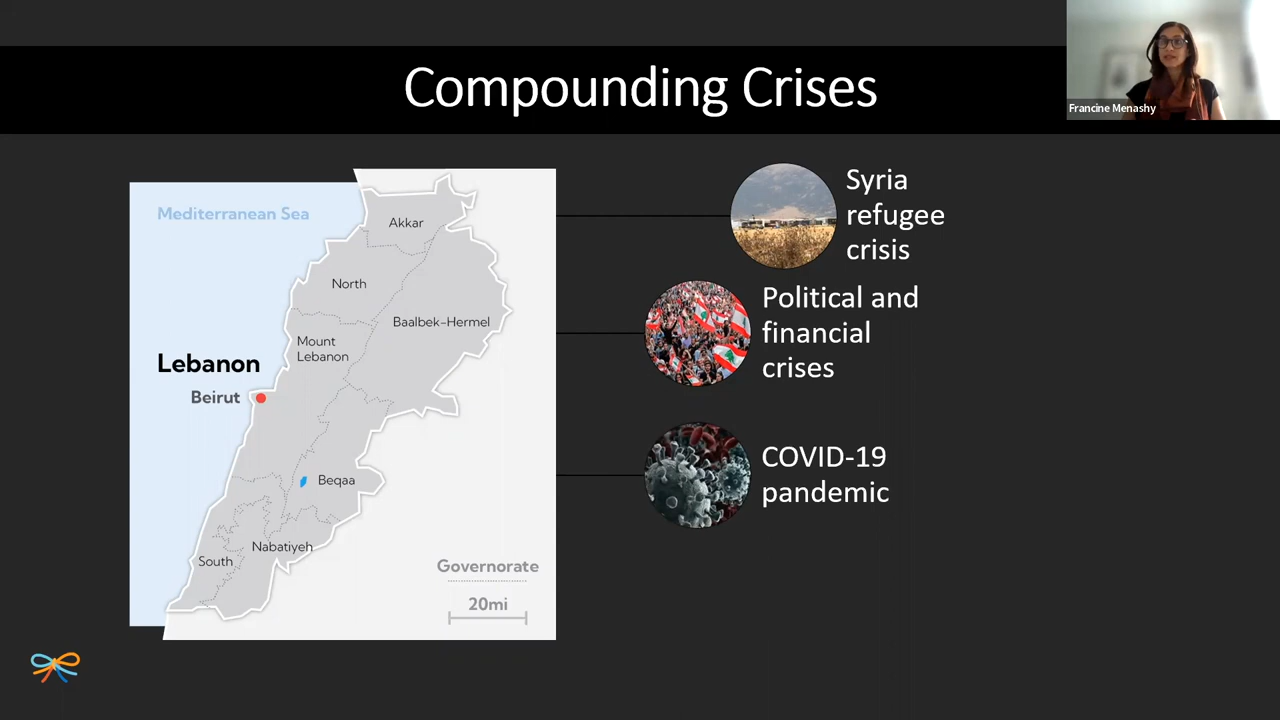 Compounding Crises
Francine Menashy
Mediterranean Sea
Akkar
North
Baalbek-Hermel
Mount
Lebanon
Lebanon
Beirut
Beqaa
Nabatiyeh
South
Governorate
20mi
Syria
refugee
crisis
Political and
financial
crises
COVID-19
pandemic